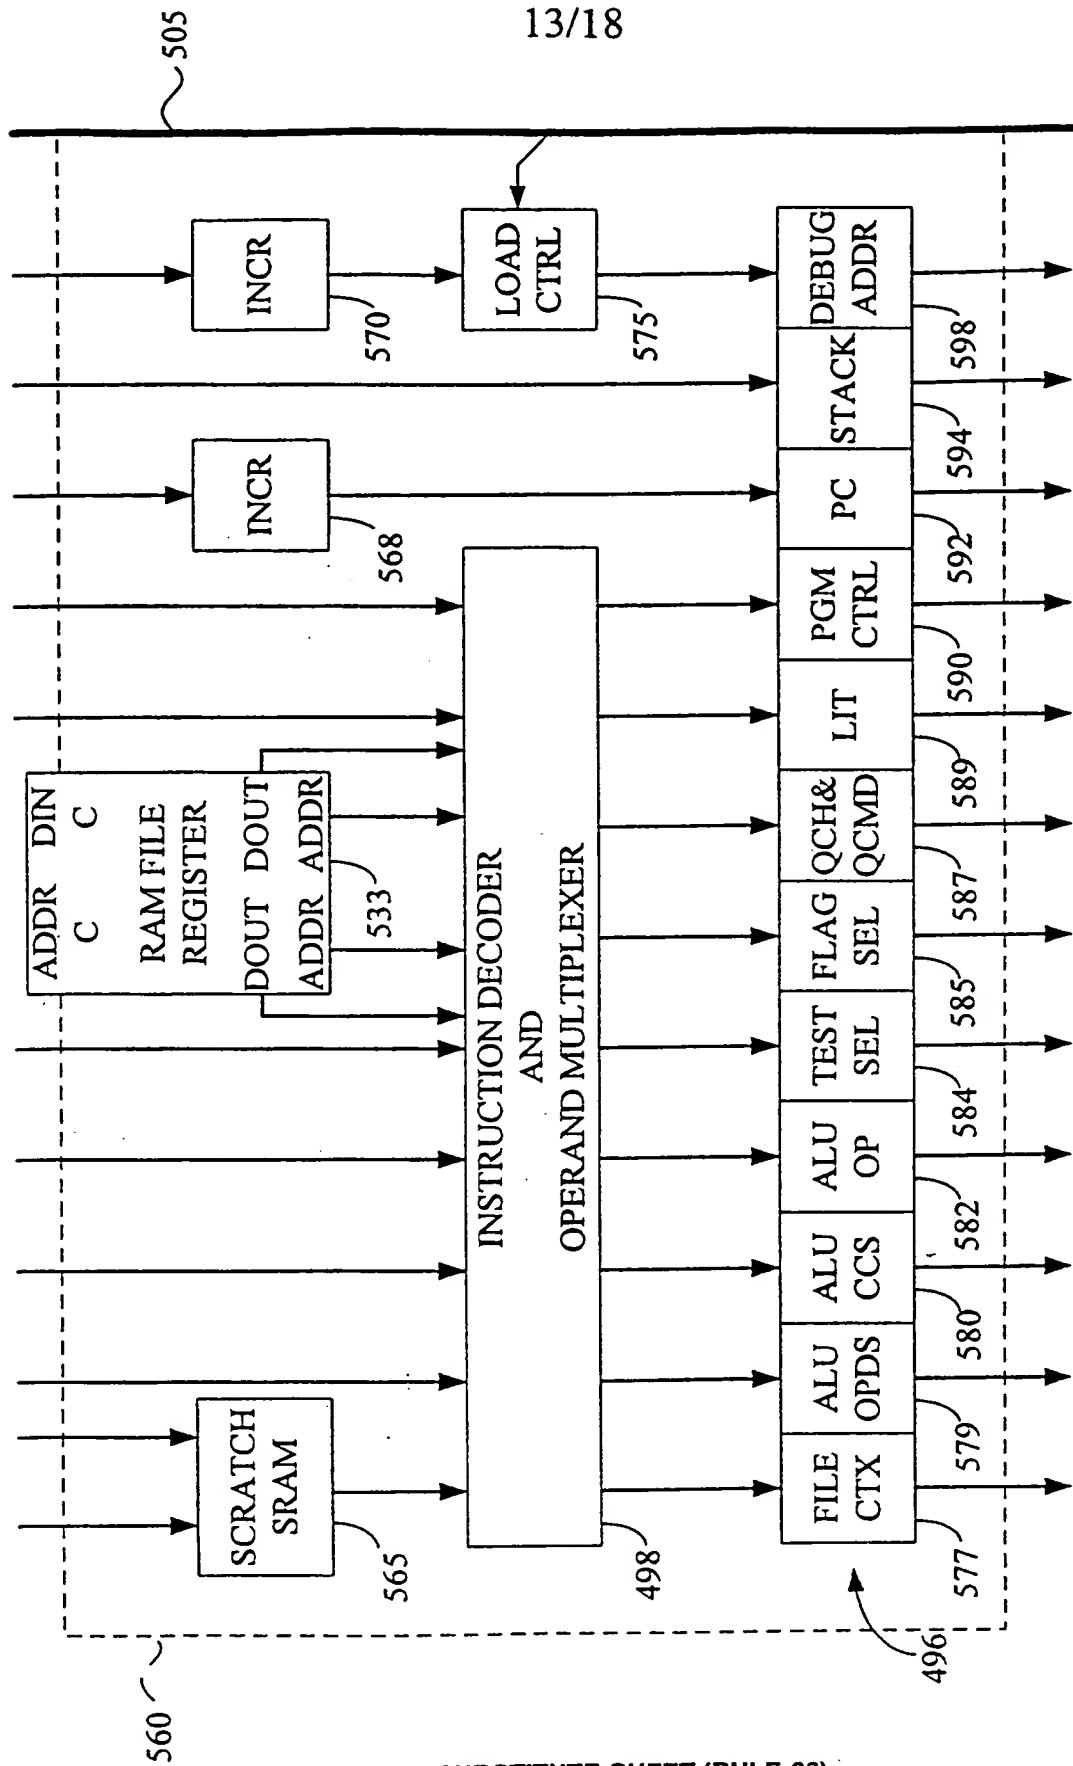 13/18
505
560
SCRATCH
SRAM
565
ADDR DIN
C C
RAM FILE
REGISTER
DOUT DOUT
ADDR ADDR
533
INCR
568
INCR
570
INSTRUCTION DECODER
AND
OPERAND MULTIPLEXER
498
LOAD
CTRL
575
496
FILE
CTX
577
ALU
OPDS
579
ALU
CCS
580
ALU
OP
582
TEST
SEL
584
FLAG
SEL
585
QCH&
QCMD
587
LIT
589
PGM
CTRL
590
PC
592
STACK
594
DEBUG
ADDR
598